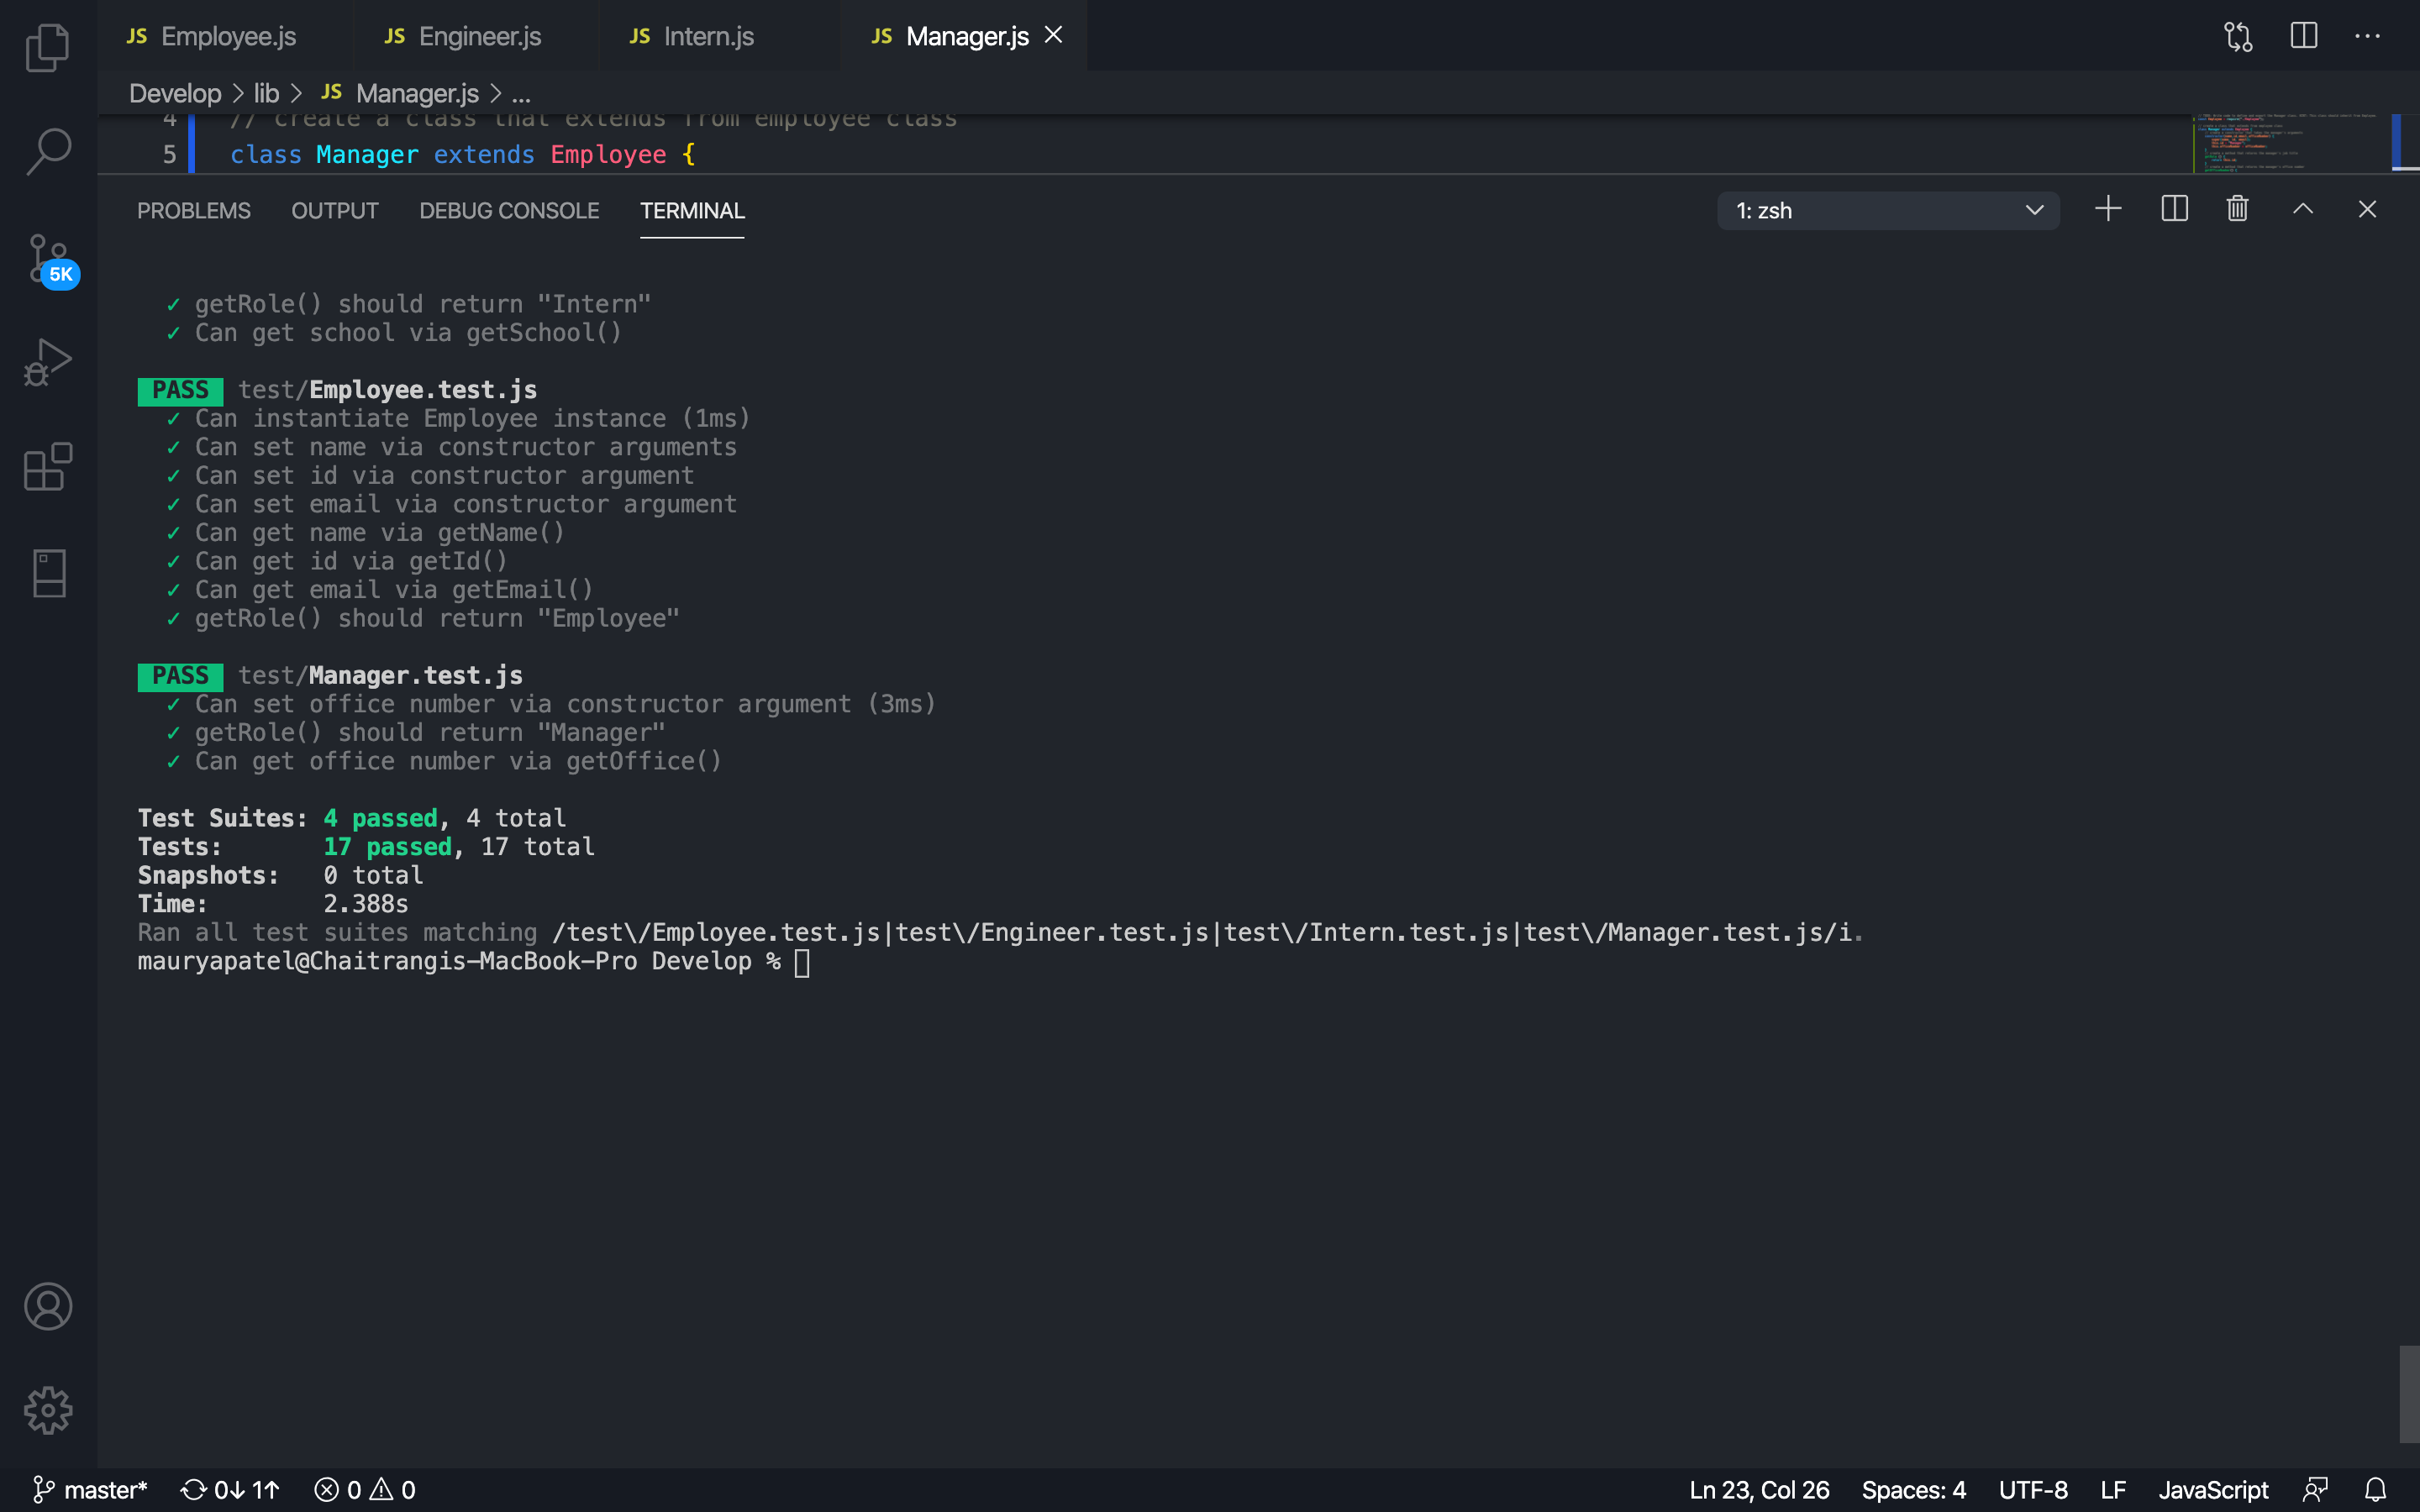 JS Employee.js JS Engineer.js JS Intern.js JS Manager.js
Develop > lib > JS Manager.js > ...
4 // create a class that extends from employee class
5 class Manager extends Employee {
PROBLEMS OUTPUT DEBUG CONSOLE TERMINAL 1: zsh
5K
✓ getRole() should return "Intern"
✓ Can get school via getSchool()
PASS test/Employee.test.js
✓ Can instantiate Employee instance (1ms)
✓ Can set name via constructor arguments
✓ Can set id via constructor argument
✓ Can set email via constructor argument
✓ Can get name via getName()
✓ Can get id via getId()
✓ Can get email via getEmail()
✓ getRole() should return "Employee"
PASS test/Manager.test.js
✓ Can set office number via constructor argument (3ms)
✓ getRole() should return "Manager"
✓ Can get office number via getOffice()
Test Suites: 4 passed, 4 total
Tests: 17 passed, 17 total
Snapshots: 0 total
Time: 2.388s
Ran all test suites matching /test\/Employee.test.js|test\/Engineer.test.js|test\/Intern.test.js|test\/Manager.test.js/i.
mauryapatel@Chaitrangis-MacBook-Pro Develop %
master* 0↓ 1↑ 0 0 Ln 23, Col 26 Spaces: 4 UTF-8 LF JavaScript